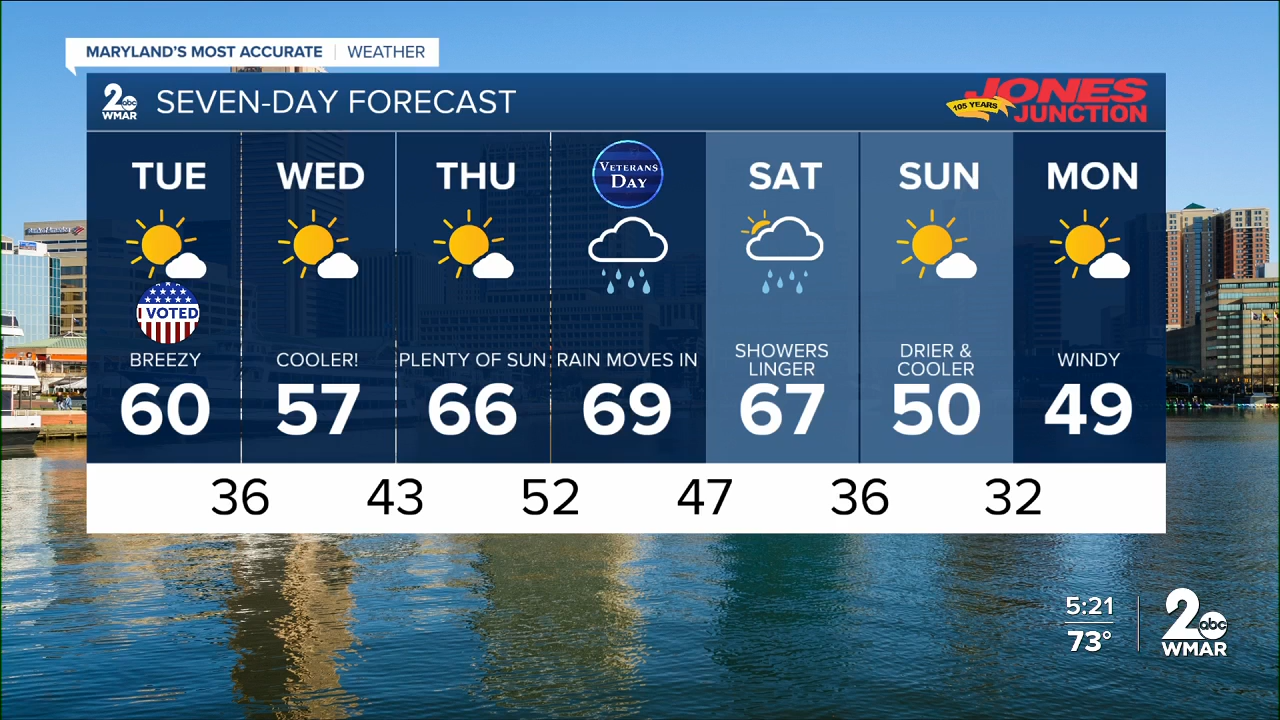 MARYLAND'S MOST ACCURATE | WEATHER
2 abc WMAR
SEVEN-DAY FORECAST
105 YEARS
JONES
JUNCTION
TUE
WED
THU
VETERANS
DAY
SAT
SUN
MON
I VOTED
BREEZY
COOLER!
PLENTY OF SUN
RAIN MOVES IN
SHOWERS
LINGER
DRIER &
COOLER
WINDY
60
57
66
69
67
50
49
36
43
52
47
36
32
5:21
73°
2 abc
WMAR